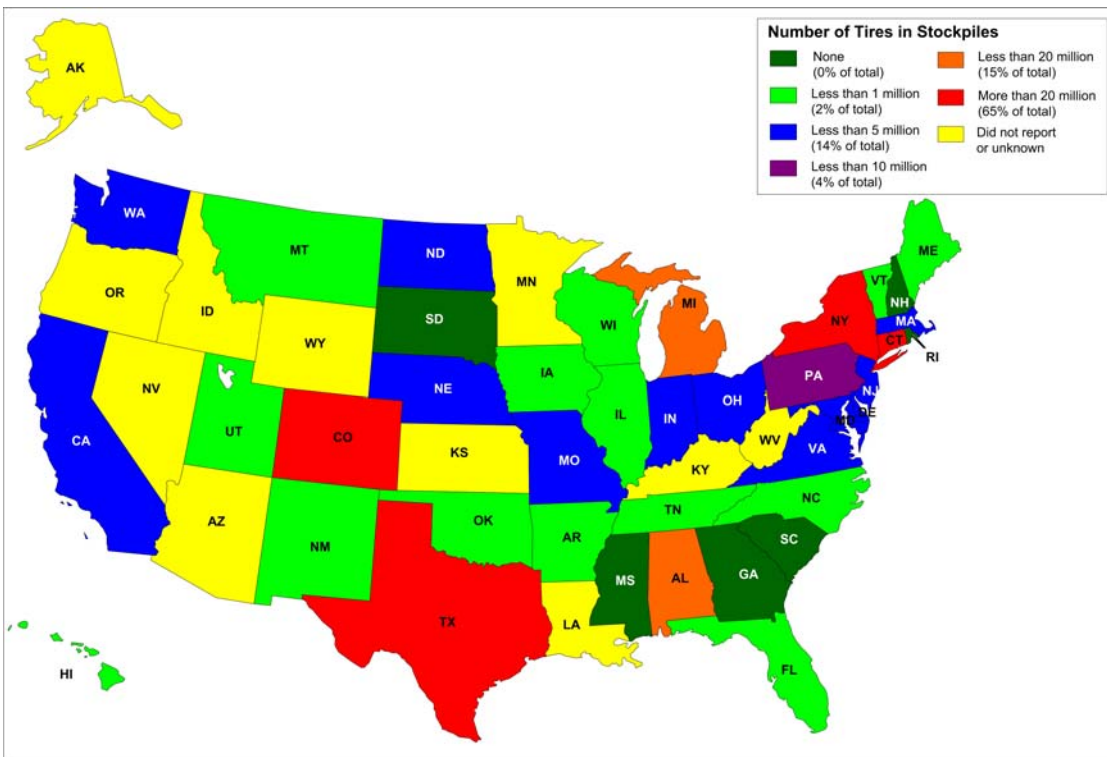 Number of Tires in Stockpiles
None
(0% of total)
Less than 1 million
(2% of total)
Less than 5 million
(14% of total)
Less than 10 million
(4% of total)
Less than 20 million
(15% of total)
More than 20 million
(65% of total)
Did not report
or unknown
AK
WA
MT
ND
MN
ME
VT
NH
OR
ID
SD
WI
MI
NY
MA
CT
RI
WY
NE
IA
PA
NJ
NV
UT
IL
IN
OH
DE
MD
CA
CO
KS
MO
WV
VA
KY
AZ
NM
OK
AR
TN
NC
SC
MS
AL
GA
TX
LA
HI
FL